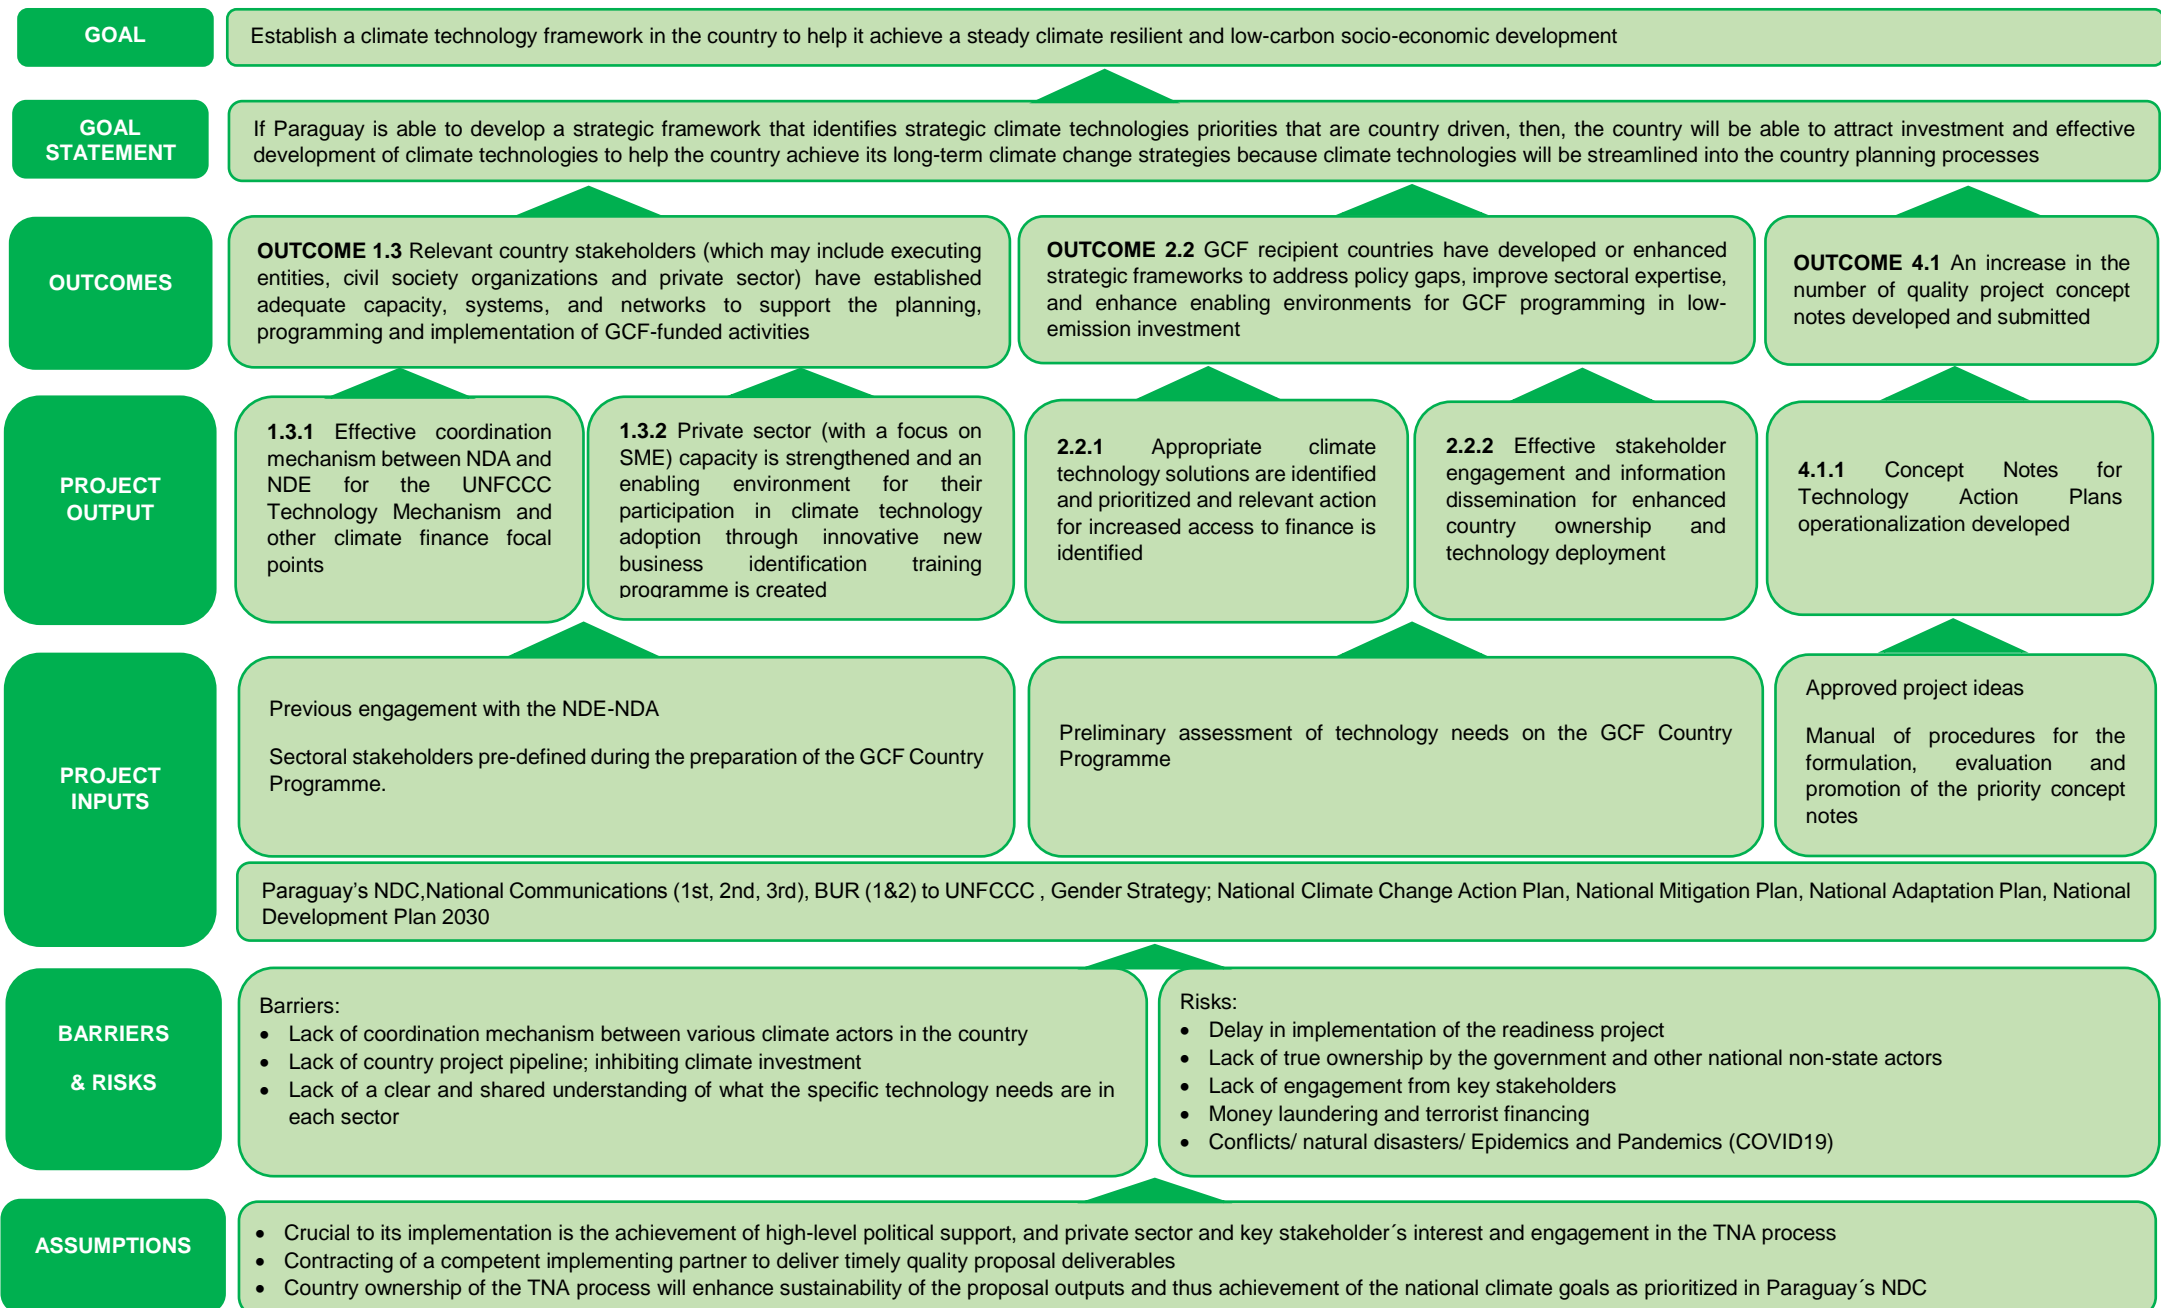 GOAL
Establish a climate technology framework in the country to help it achieve a steady climate resilient and low-carbon socio-economic development
GOAL
STATEMENT
If Paraguay is able to develop a strategic framework that identifies strategic climate technologies priorities that are country driven, then, the country will be able to attract investment and effective
development of climate technologies to help the country achieve its long-term climate change strategies because climate technologies will be streamlined into the country planning processes
OUTCOMES
OUTCOME 1.3 Relevant country stakeholders (which may include executing
entities, civil society organizations and private sector) have established
adequate capacity, systems, and networks to support the planning,
programming and implementation of GCF-funded activities
OUTCOME 2.2 GCF recipient countries have developed or enhanced
strategic frameworks to address policy gaps, improve sectoral expertise,
and enhance enabling environments for GCF programming in low-
emission investment
OUTCOME 4.1 An increase in the
number of quality project concept
notes developed and submitted
PROJECT
OUTPUT
1.3.1 Effective coordination
mechanism between NDA and
NDE for the UNFCCC
Technology Mechanism and
other climate finance focal
points
1.3.2 Private sector (with a focus on
SME) capacity is strengthened and an
enabling environment for their
participation in climate technology
adoption through innovative new
business identification training
programme is created
2.2.1 Appropriate climate
technology solutions are identified
and prioritized and relevant action
for increased access to finance is
identified
2.2.2 Effective stakeholder
engagement and information
dissemination for enhanced
country ownership and
technology deployment
4.1.1 Concept Notes for
Technology Action Plans
operationalization developed
PROJECT
INPUTS
Previous engagement with the NDE-NDA
Sectoral stakeholders pre-defined during the preparation of the GCF Country
Programme.
Preliminary assessment of technology needs on the GCF Country
Programme
Approved project ideas
Manual of procedures for the
formulation, evaluation and
promotion of the priority concept
notes
Paraguay’s NDC,National Communications (1st, 2nd, 3rd), BUR (1&2) to UNFCCC , Gender Strategy; National Climate Change Action Plan, National Mitigation Plan, National Adaptation Plan, National
Development Plan 2030
BARRIERS
& RISKS
Barriers:
• Lack of coordination mechanism between various climate actors in the country
• Lack of country project pipeline; inhibiting climate investment
• Lack of a clear and shared understanding of what the specific technology needs are in
each sector
Risks:
• Delay in implementation of the readiness project
• Lack of true ownership by the government and other national non-state actors
• Lack of engagement from key stakeholders
• Money laundering and terrorist financing
• Conflicts/ natural disasters/ Epidemics and Pandemics (COVID19)
ASSUMPTIONS
• Crucial to its implementation is the achievement of high-level political support, and private sector and key stakeholder´s interest and engagement in the TNA process
• Contracting of a competent implementing partner to deliver timely quality proposal deliverables
• Country ownership of the TNA process will enhance sustainability of the proposal outputs and thus achievement of the national climate goals as prioritized in Paraguay´s NDC